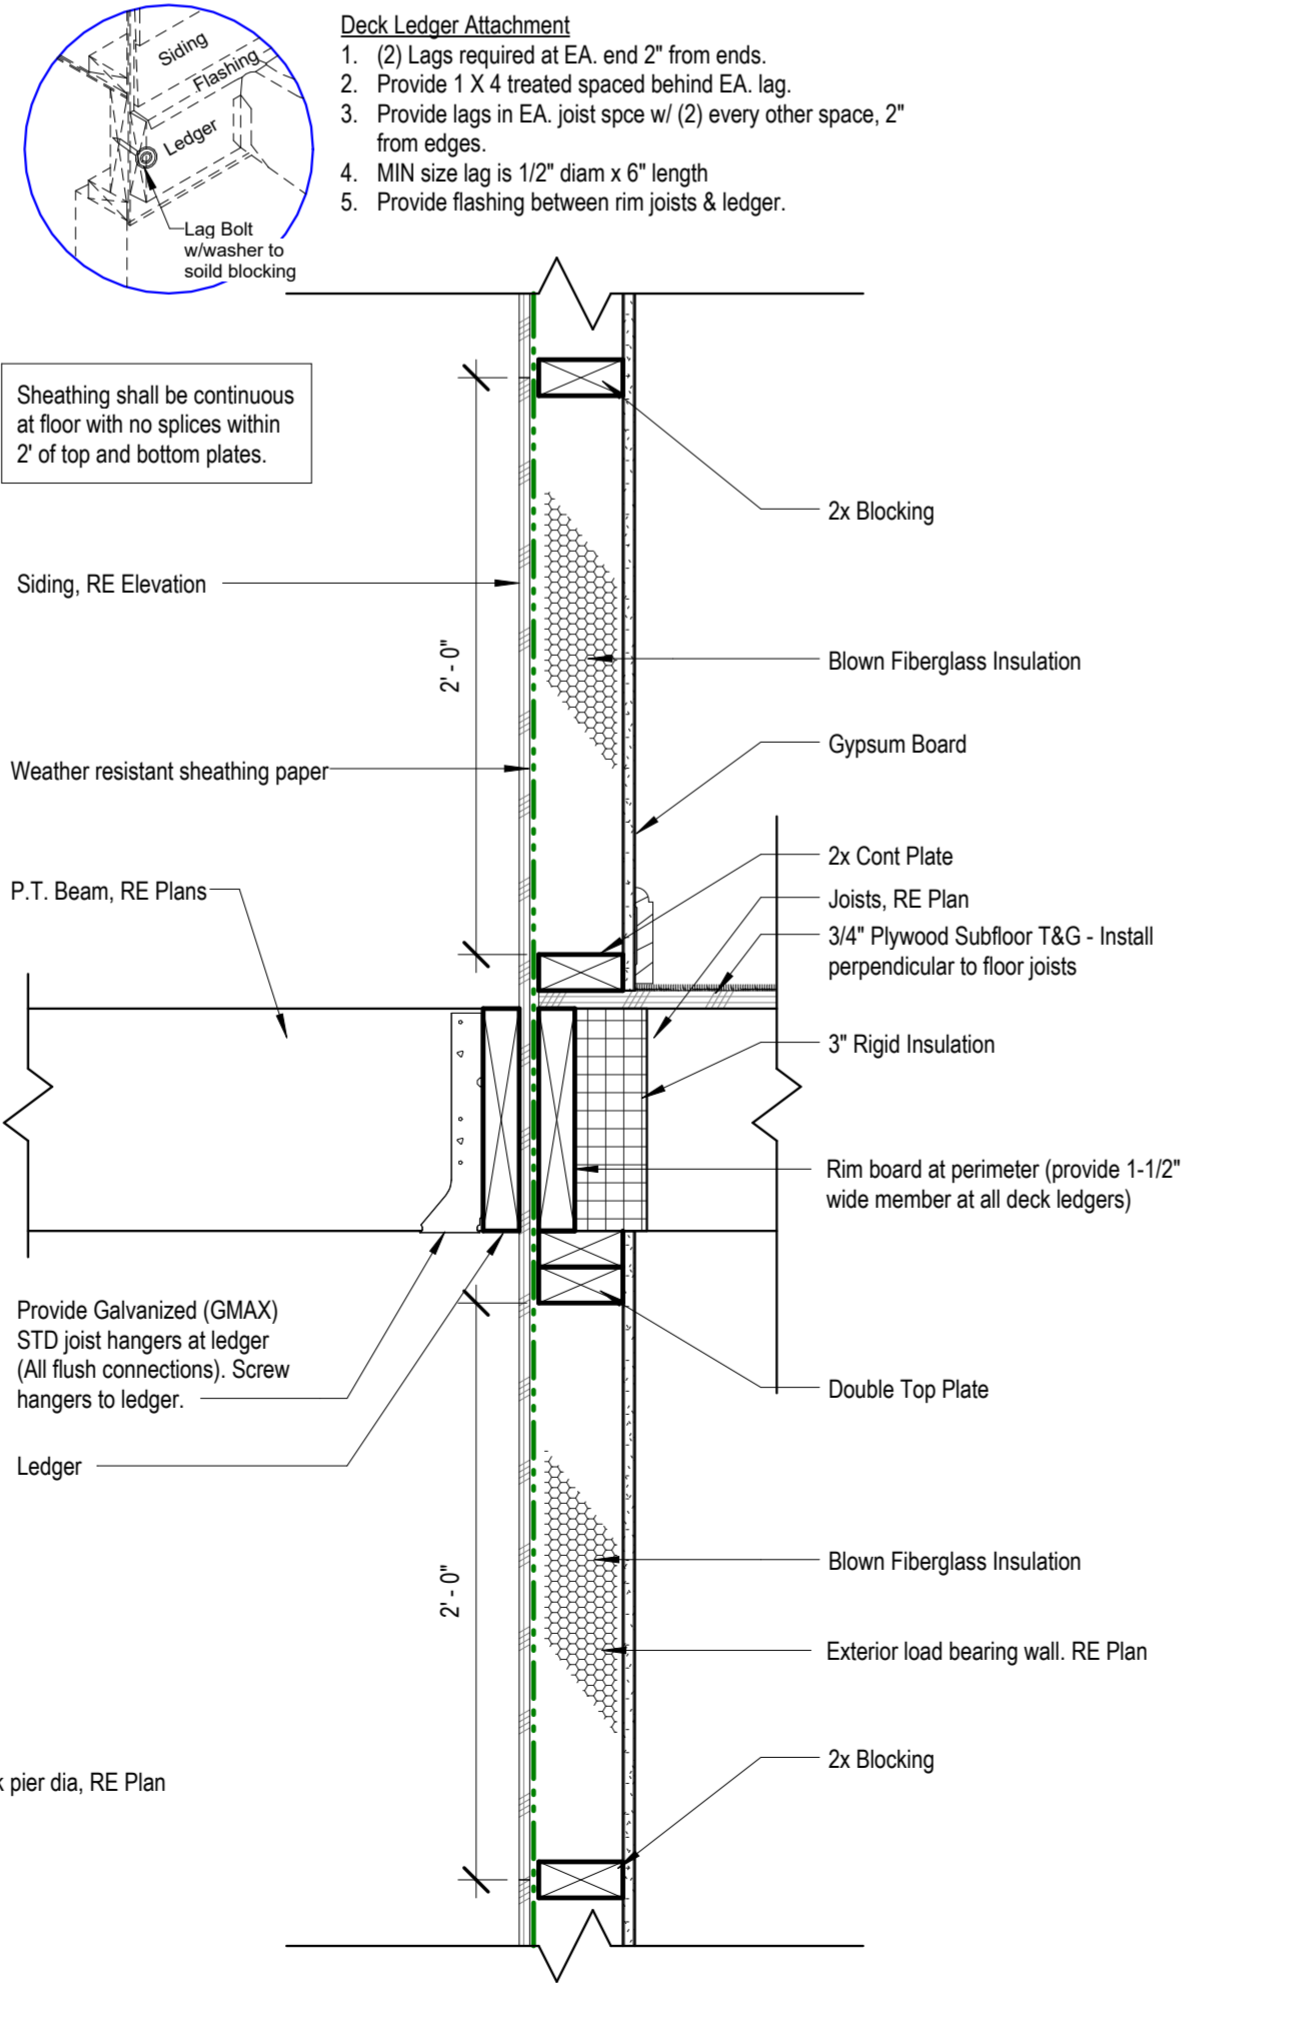 Siding
Flashing
Ledger
Lag Bolt
w/washer to
soild blocking
Deck Ledger Attachment
1. (2) Lags required at EA. end 2" from ends.
2. Provide 1 X 4 treated spaced behind EA. lag.
3. Provide lags in EA. joist spce w/ (2) every other space, 2"
from edges.
4. MIN size lag is 1/2" diam x 6" length
5. Provide flashing between rim joists & ledger.
Sheathing shall be continuous
at floor with no splices within
2' of top and bottom plates.
2x Blocking
Siding, RE Elevation
2' - 0"
Blown Fiberglass Insulation
Gypsum Board
Weather resistant sheathing paper
2x Cont Plate
P.T. Beam, RE Plans
Joists, RE Plan
3/4" Plywood Subfloor T&G - Install
perpendicular to floor joists
3" Rigid Insulation
Rim board at perimeter (provide 1-1/2"
wide member at all deck ledgers)
Provide Galvanized (GMAX)
STD joist hangers at ledger
(All flush connections). Screw
hangers to ledger.
Double Top Plate
Ledger
2' - 0"
Blown Fiberglass Insulation
Exterior load bearing wall. RE Plan
2x Blocking
pier dia, RE Plan